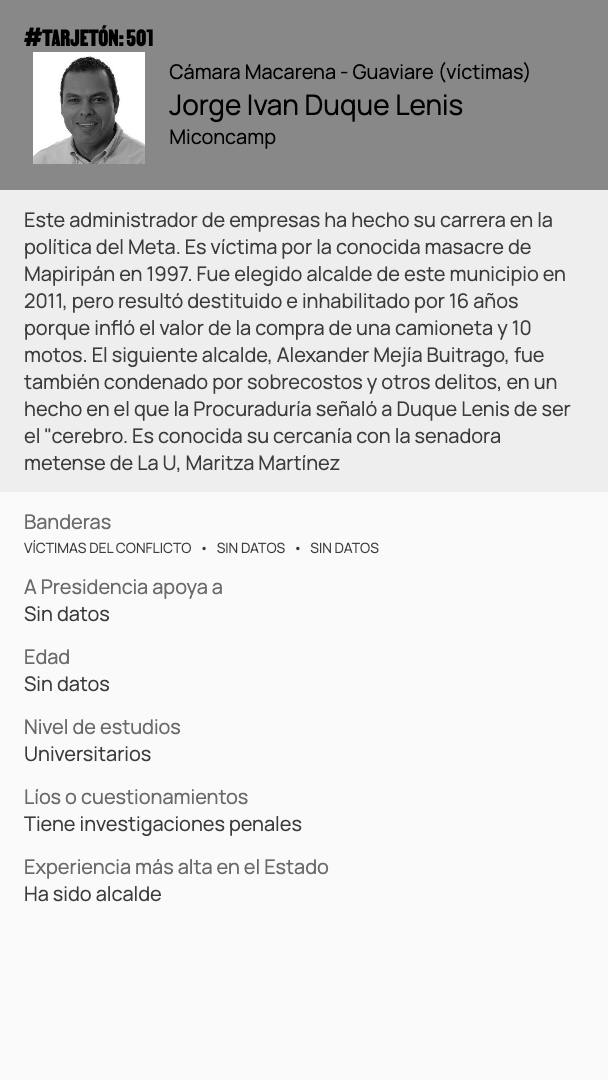 #TARJETÓN: 501
Cámara Macarena - Guaviare (víctimas)
Jorge Ivan Duque Lenis
Miconcamp
Este administrador de empresas ha hecho su carrera en la
política del Meta. Es víctima por la conocida masacre de
Mapiripán en 1997. Fue elegido alcalde de este municipio en
2011, pero resultó destituido e inhabilitado por 16 años
porque infló el valor de la compra de una camioneta y 10
motos. El siguiente alcalde, Alexander Mejía Buitrago, fue
también condenado por sobrecostos y otros delitos, en un
hecho en el que la Procuraduría señaló a Duque Lenis de ser
el "cerebro. Es conocida su cercanía con la senadora
metense de La U, Maritza Martínez
Banderas
VÍCTIMAS DEL CONFLICTO • SIN DATOS • SIN DATOS
A Presidencia apoya a
Sin datos
Edad
Sin datos
Nivel de estudios
Universitarios
Líos o cuestionamientos
Tiene investigaciones penales
Experiencia más alta en el Estado
Ha sido alcalde